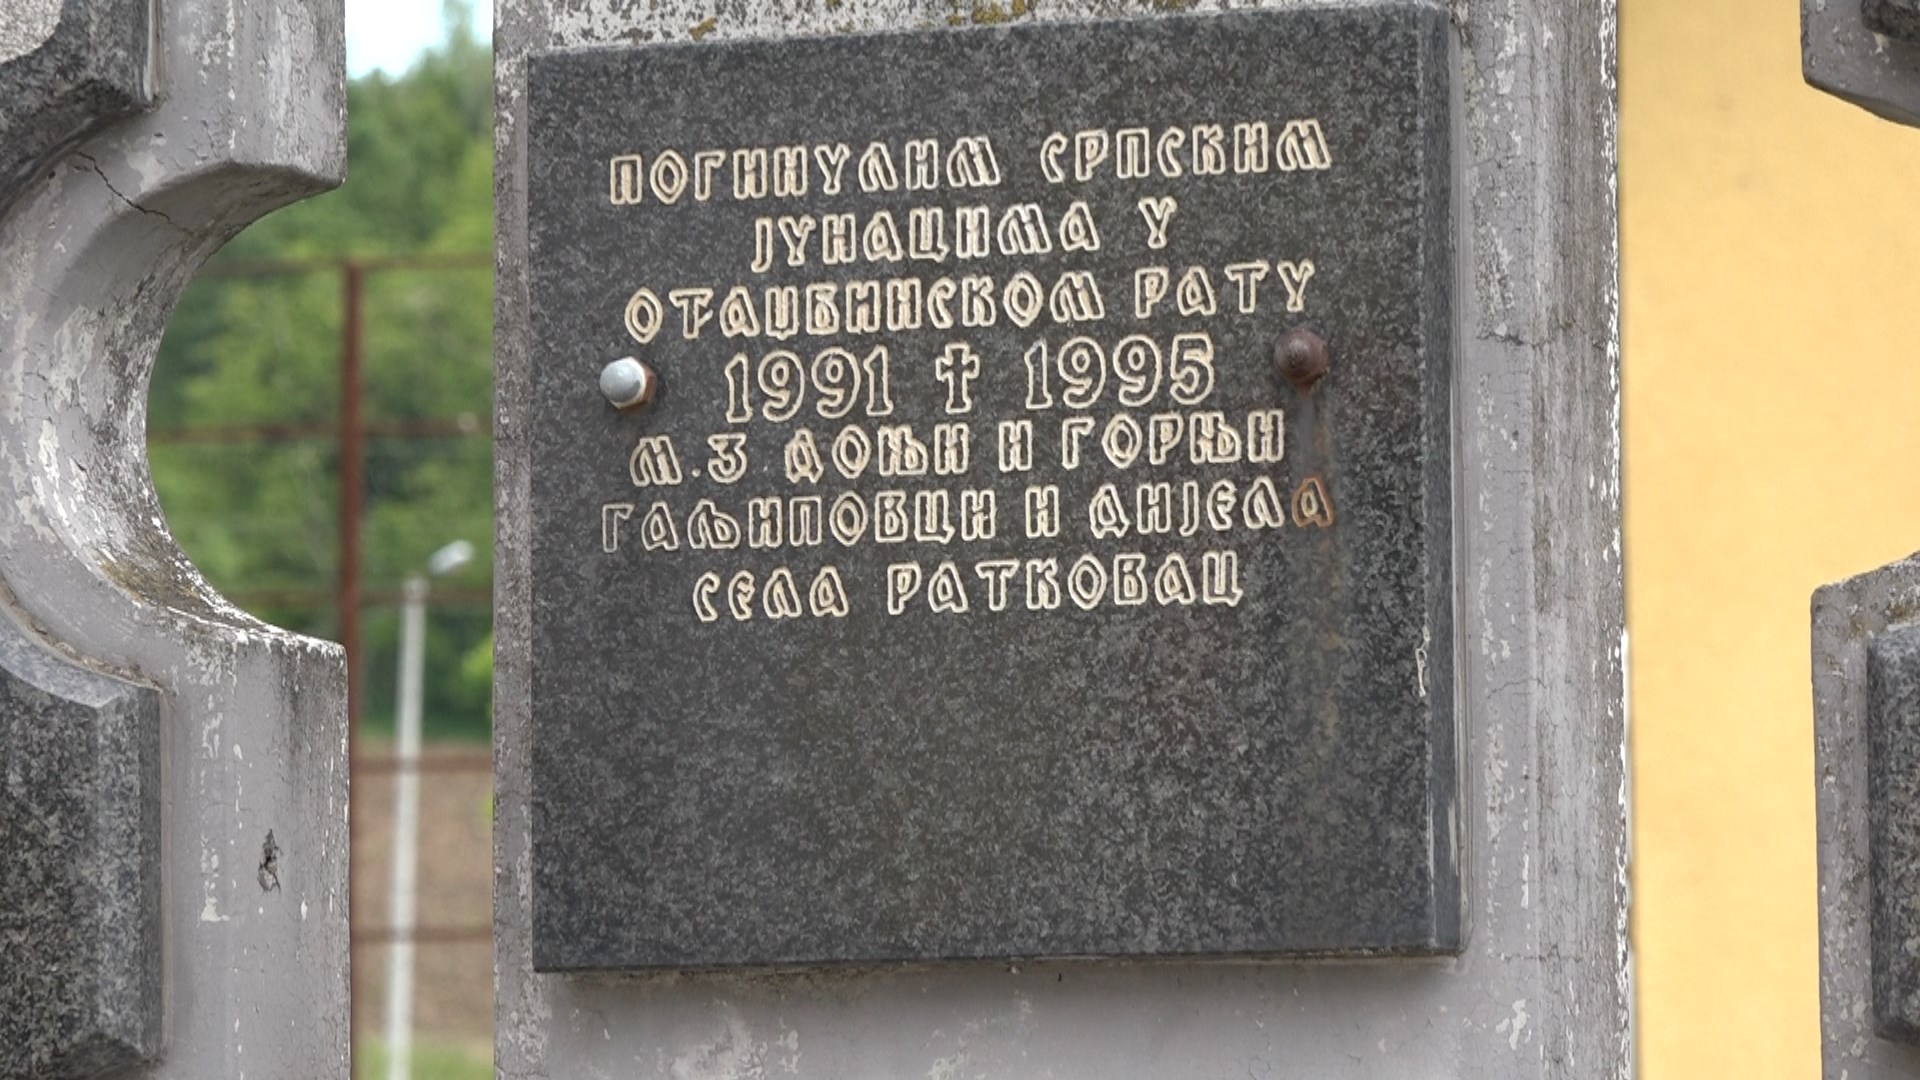 ПОГИНУЛИМ СРПСКИМ
ЈУНАЦИМА У
ОТАЏБИНСКОМ РАТУ
1991 † 1995
М.З ДОЊИ И ГОРЊИ
ГАЉИПОВЦИ И ДИЈЕЛА
СЕЛА РАТКОВАЦ